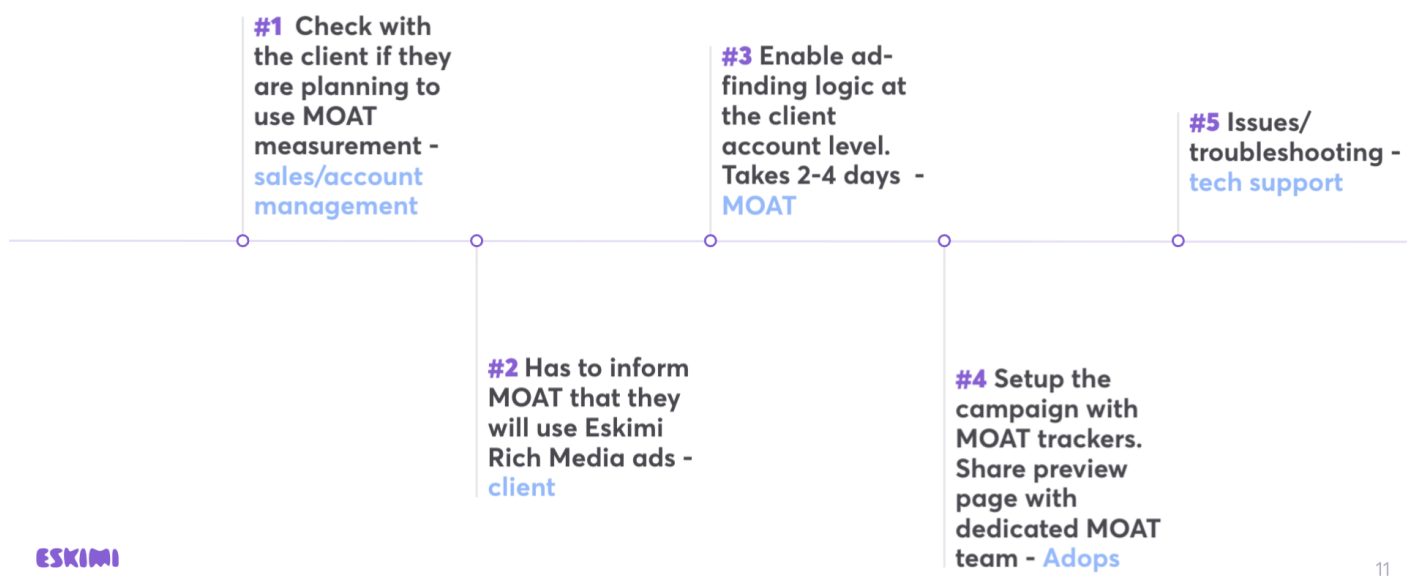 #1 Check with
the client if they
are planning to
use MOAT
measurement -
sales/account
management
#2 Has to inform
MOAT that they
will use Eskimi
Rich Media ads -
client
#3 Enable ad-
finding logic at
the client
account level.
Takes 2-4 days -
MOAT
#4 Setup the
campaign with
MOAT trackers.
Share preview
page with
dedicated MOAT
team - Adops
#5 Issues/
troubleshooting -
tech support
ESKIMI
11